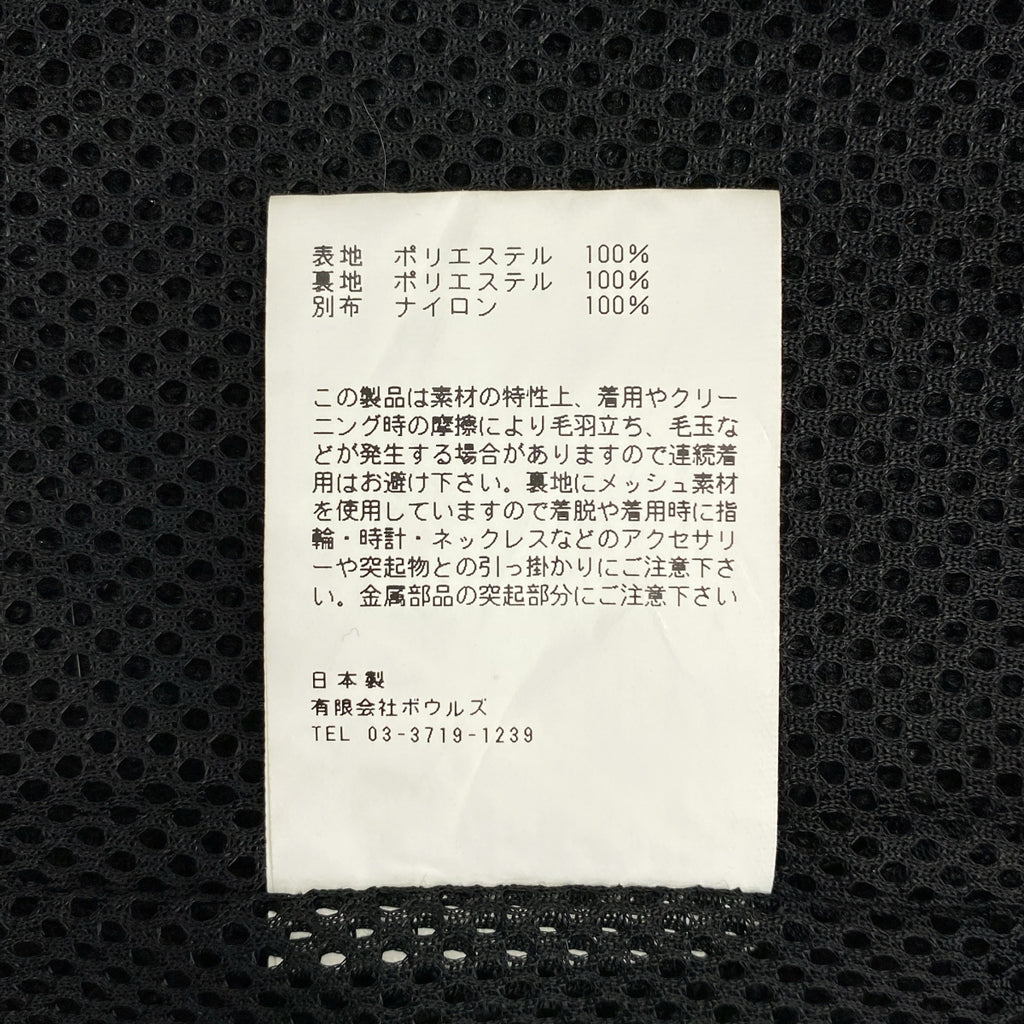 表地 ポリエステル 100%
裏地 ポリエステル 100%
別布 ナイロン 100%
この製品は素材の特性上、着用やクリー
ニング時の摩擦により毛羽立ち、毛玉な
どが発生する場合がありますので連続着
用はお避け下さい。裏地にメッシュ素材
を使用していますので着脱や着用時に指
輪・時計・ネックレスなどのアクセサリ
ーや突起物との引っ掛かりにご注意下さ
い。金属部品の突起部分にご注意下さい
日本製
有限会社ボウルズ
TEL 03-3719-1239